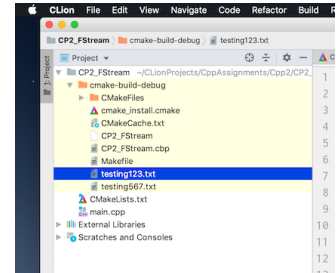 CLion File Edit View Navigate Code Refactor Build
CP2_FStream cmake-build-debug testing123.txt
1: Project
Project
CP2_FStream ~/CLionProjects/CppAssignments/Cpp2/CP2_
cmake-build-debug
CMakeFiles
cmake_install.cmake
CMakeCache.txt
CP2_FStream
CP2_FStream.cbp
Makefile
testing123.txt
testing567.txt
CMakeLists.txt
main.cpp
External Libraries
Scratches and Consoles
1
2
3
4
5
6
7
8
9
10
11
12